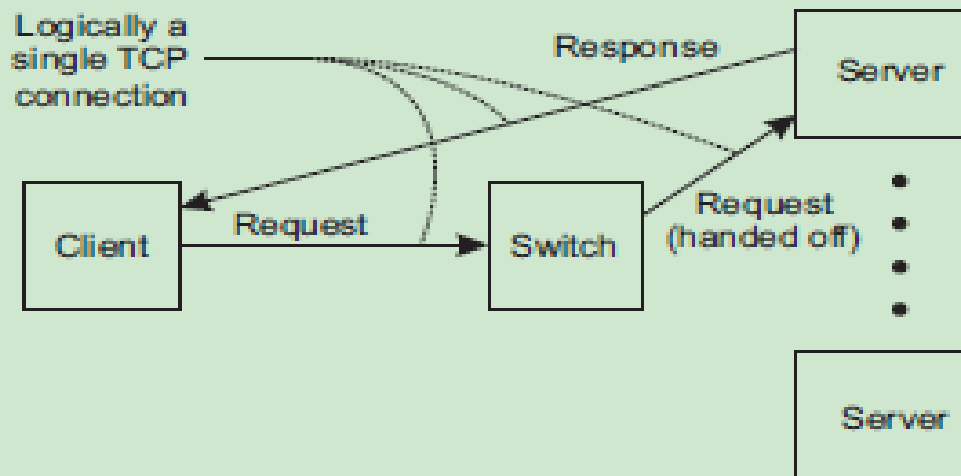 Logically a
single TCP
connection
Response
Server
Client
Request
Switch
Request
(handed off)
Server